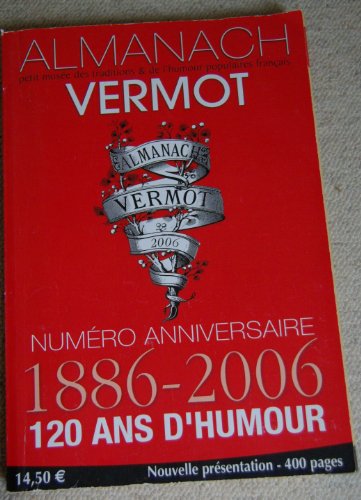 ALMANACH
petit musée des traditions & de l'humour populaires français
VERMOT
ALMANACH
VERMOT
2006
NUMÉRO ANNIVERSAIRE
1886-2006
120 ANS D'HUMOUR
14,50 €
Nouvelle présentation - 400 pages